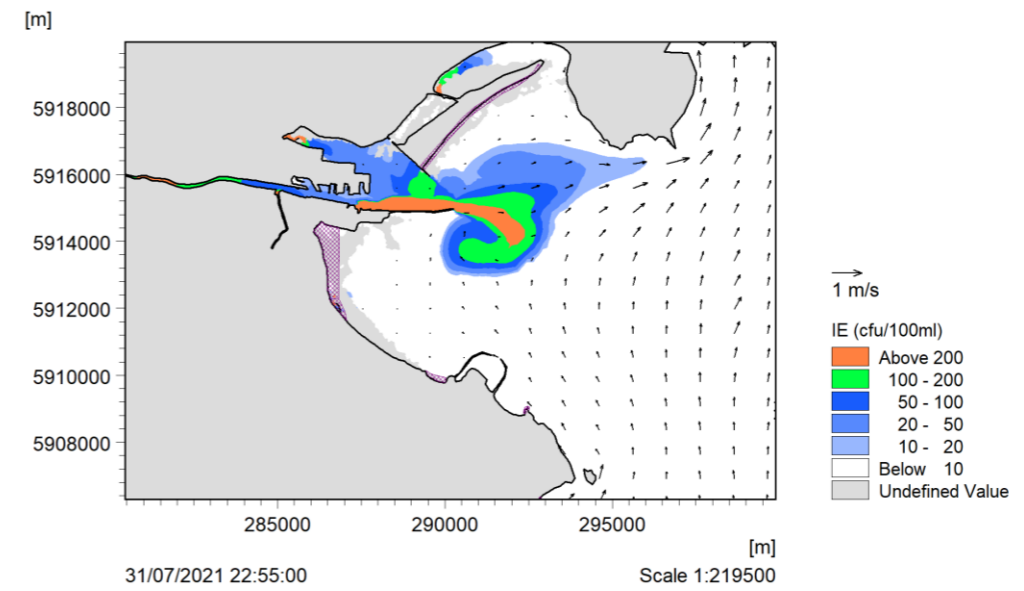 [m]
5918000
5916000
5914000
5912000
5910000
5908000
285000
290000
295000
[m]
31/07/2021 22:55:00
Scale 1:219500
1 m/s
IE (cfu/100ml)
Above 200
100 - 200
50 - 100
20 - 50
10 - 20
Below 10
Undefined Value